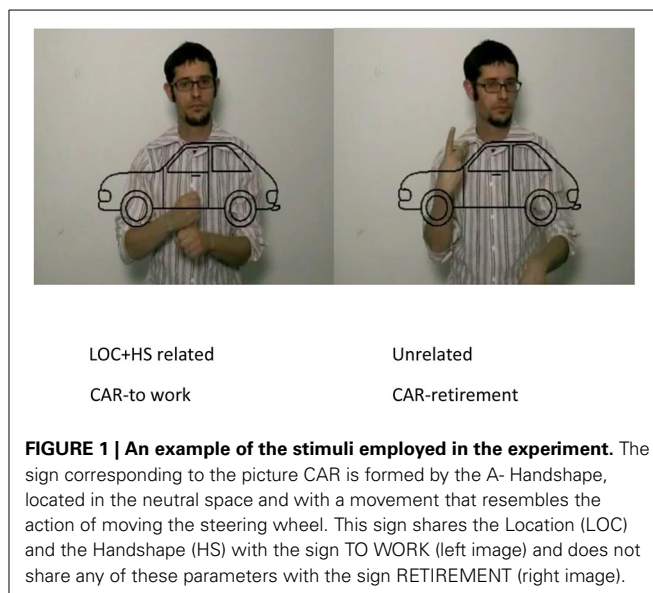 LOC+HS related
Unrelated
CAR-to work
CAR-retirement
FIGURE 1 | An example of the stimuli employed in the experiment. The
sign corresponding to the picture CAR is formed by the A- Handshape,
located in the neutral space and with a movement that resembles the
action of moving the steering wheel. This sign shares the Location (LOC)
and the Handshape (HS) with the sign TO WORK (left image) and does not
share any of these parameters with the sign RETIREMENT (right image).